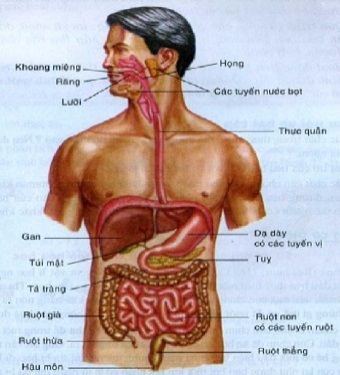 Khoang miệng
Răng
Lưỡi
Họng
Các tuyến nước bọt
Thực quản
Gan
Túi mật
Tá tràng
Ruột già
Ruột thừa
Hậu môn
Dạ dày
có các tuyến vị
Tuỵ
Ruột non
có các tuyến ruột
Ruột thẳng